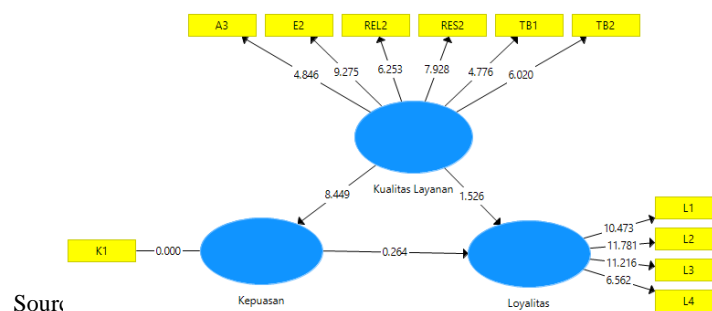 A3 E2 REL2 RES2 TB1 TB2
4.846 9.275 6.253 7.928 4.776 6.020
Kualitas Layanan
8.449 1.526
L1
10.473
L2
11.781
K1 0.000 0.264
11.216 L3
6.562
Kepuasan Loyalitas
L4